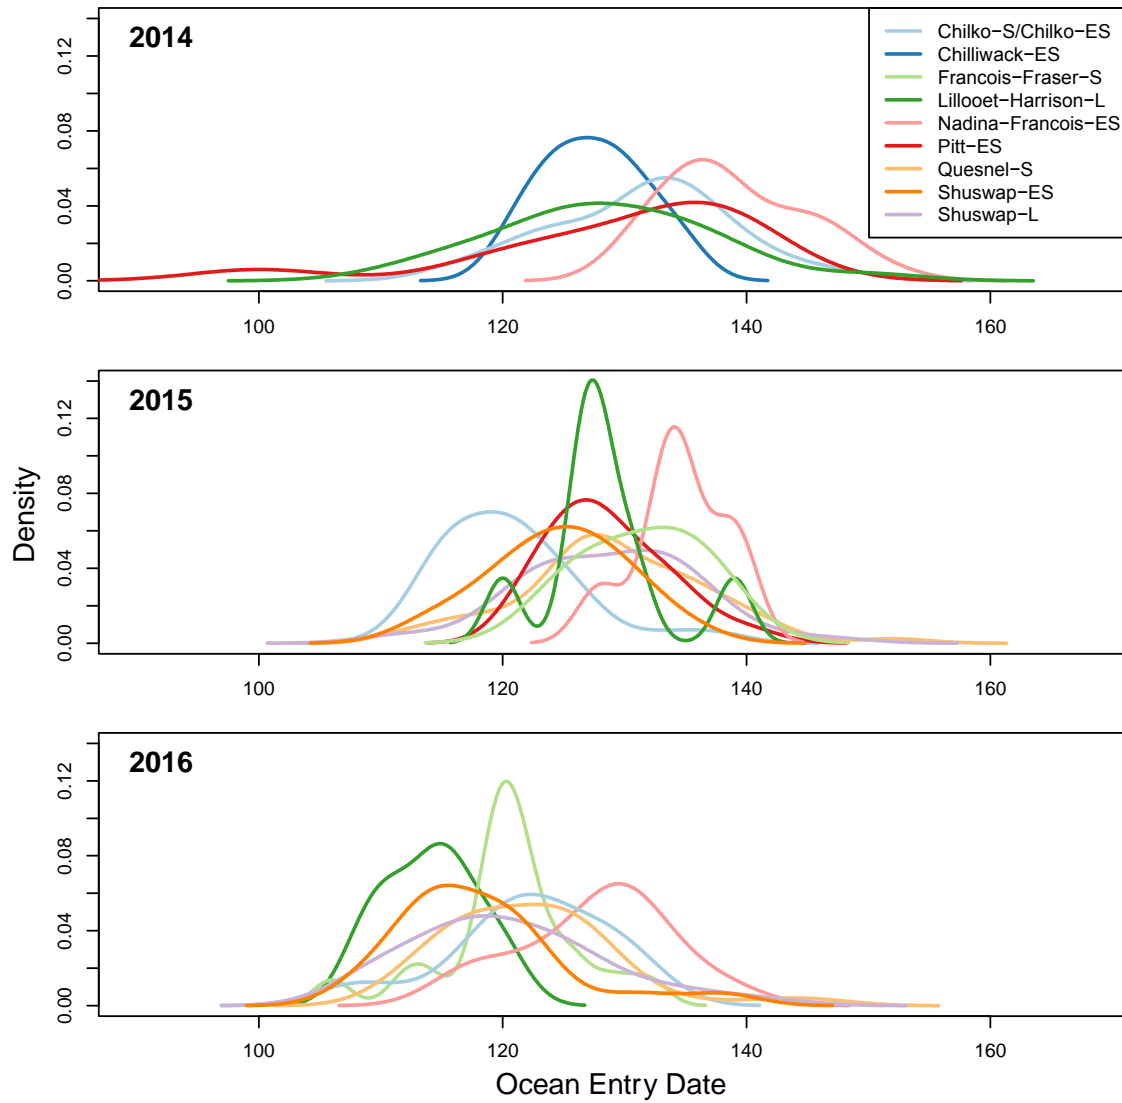 2014
Chilko−S/Chilko−ES
Chilliwack−ES
Francois−Fraser−S
Lillooet−Harrison−L
Nadina−Francois−ES
Pitt−ES
Quesnel−S
Shuswap−ES
Shuswap−L
0.00 0.04 0.08 0.12
100 120 140 160
2015
0.00 0.04 0.08 0.12
100 120 140 160
Density
2016
0.00 0.04 0.08 0.12
100 120 140 160
Ocean Entry Date